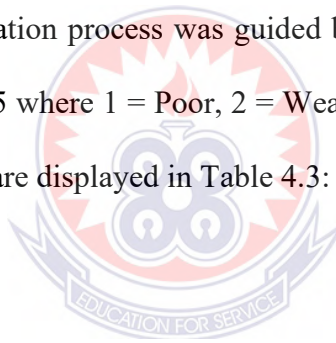 ation process was guided b
5 where 1 = Poor, 2 = Wea
are displayed in Table 4.3:
EDUCATION FOR SERVICE